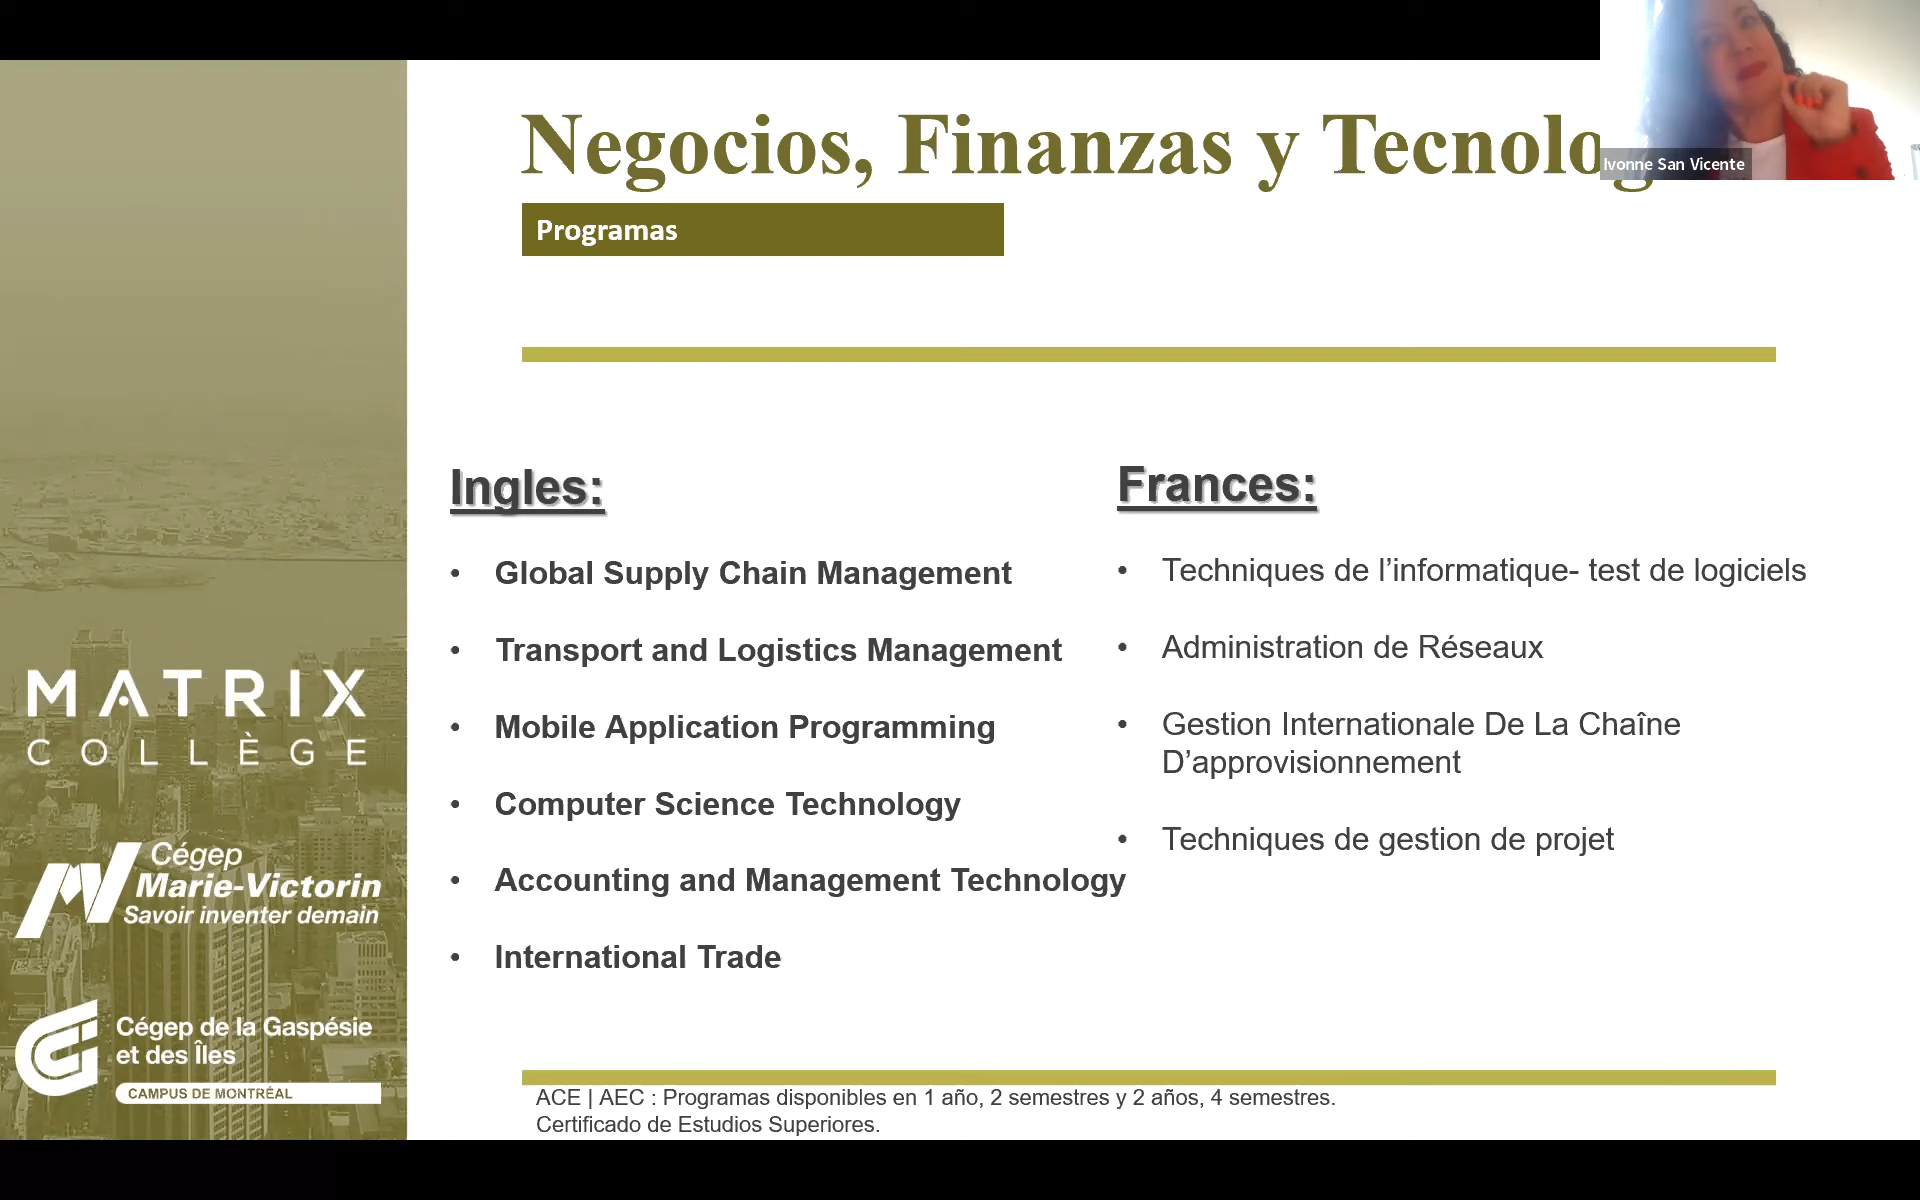 Negocios, Finanzas y Tecnolog
Ivonne San Vicente
Programas
Ingles:
• Global Supply Chain Management
• Transport and Logistics Management
• Mobile Application Programming
• Computer Science Technology
• Accounting and Management Technology
• International Trade
Frances:
• Techniques de l’informatique- test de logiciels
• Administration de Réseaux
• Gestion Internationale De La Chaîne
D’approvisionnement
• Techniques de gestion de projet
MATRIX
COLLÈGE
Cégep
Marie-Victorin
Savoir inventer demain
Cégep de la Gaspésie
et des Îles
CAMPUS DE MONTRÉAL
ACE | AEC : Programas disponibles en 1 año, 2 semestres y 2 años, 4 semestres.
Certificado de Estudios Superiores.